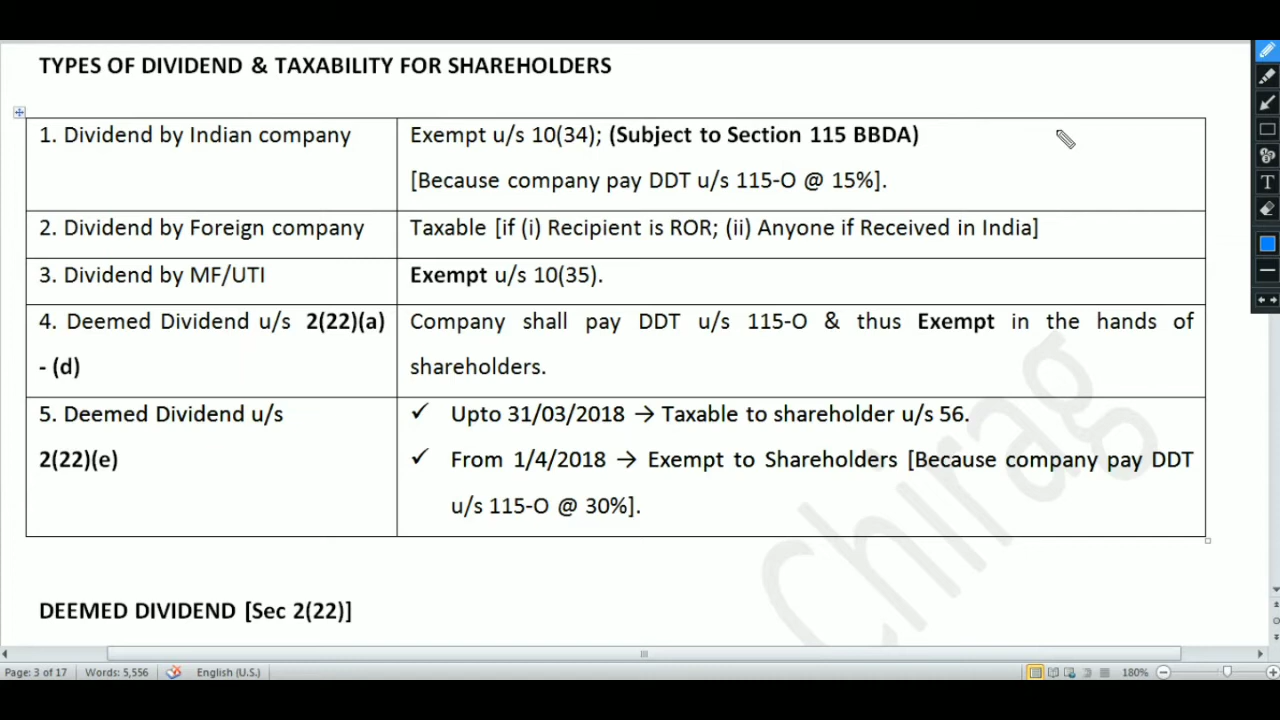 TYPES OF DIVIDEND & TAXABILITY FOR SHAREHOLDERS
1. Dividend by Indian company
Exempt u/s 10(34); (Subject to Section 115 BBDA)
[Because company pay DDT u/s 115-O @ 15%].
2. Dividend by Foreign company
Taxable [if (i) Recipient is ROR; (ii) Anyone if Received in India]
3. Dividend by MF/UTI
Exempt u/s 10(35).
4. Deemed Dividend u/s 2(22)(a)
- (d)
Company shall pay DDT u/s 115-O & thus Exempt in the hands of
shareholders.
5. Deemed Dividend u/s
2(22)(e)
✓ Upto 31/03/2018 → Taxable to shareholder u/s 56.
✓ From 1/4/2018 → Exempt to Shareholders [Because company pay DDT
u/s 115-O @ 30%].
Chirag
DEEMED DIVIDEND [Sec 2(22)]
Page: 3 of 17 Words: 5,556 English (U.S.) 180%
T